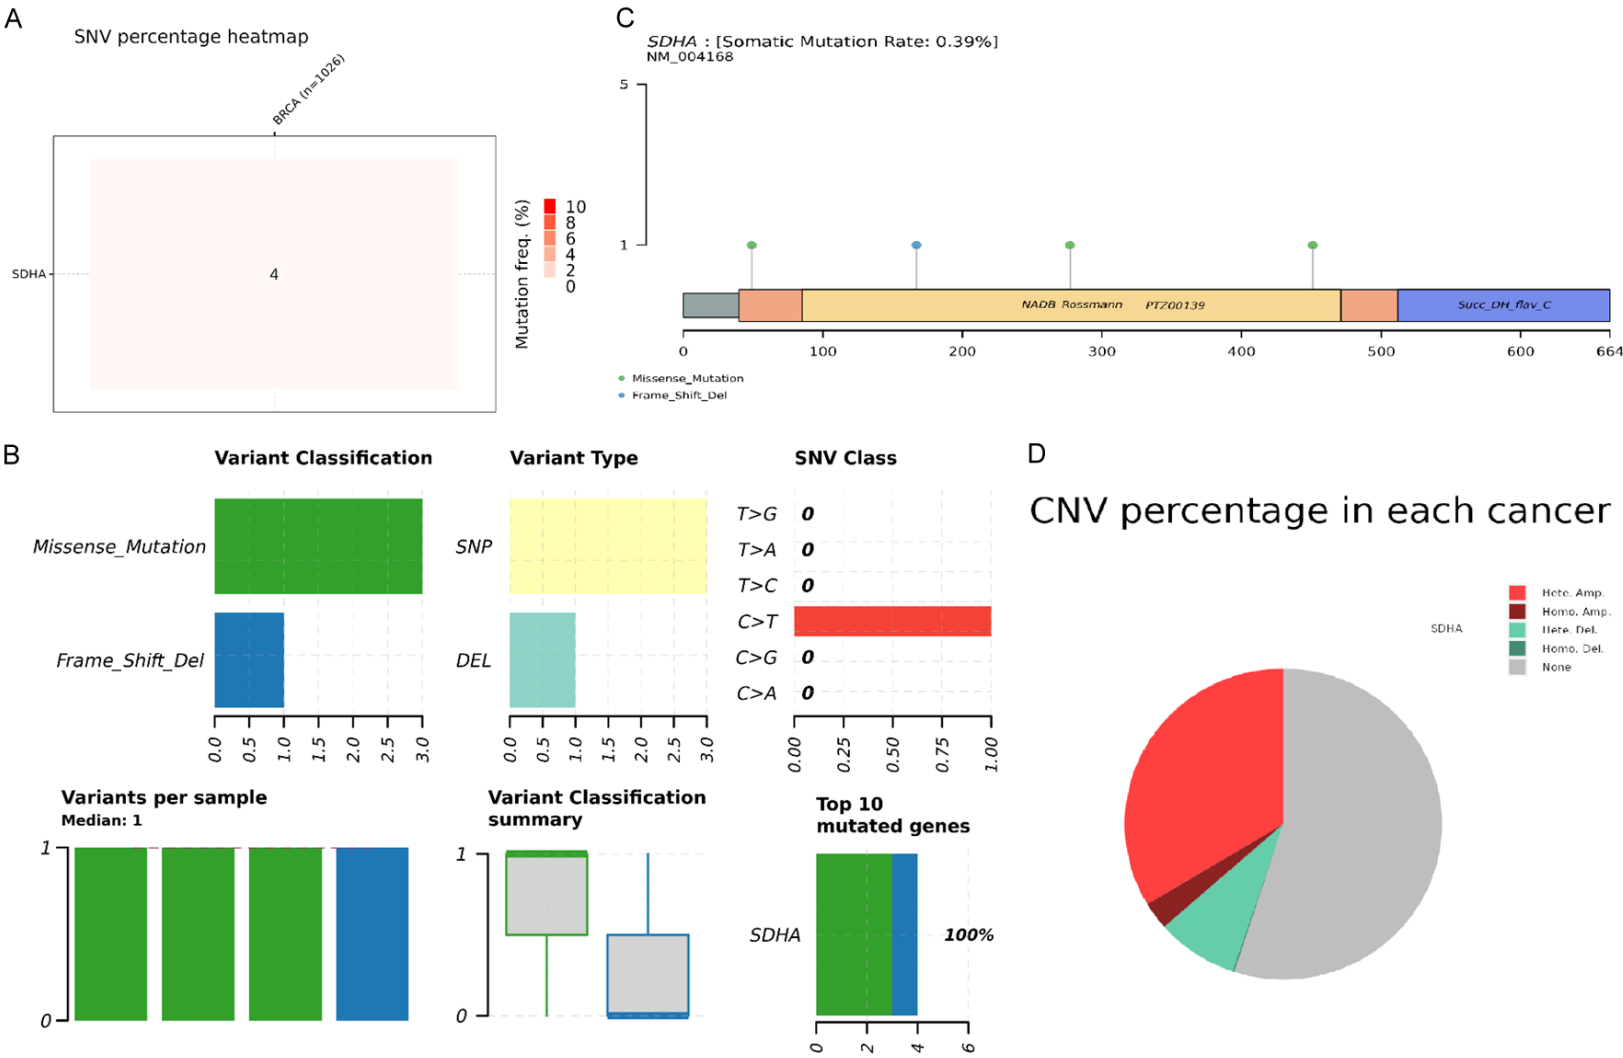 A
SNV percentage heatmap
BRCA (n=1026)
SDHA
4
Mutation freq. (%)
10
8
6
4
2
0
C
SDHA : [Somatic Mutation Rate: 0.39%]
NM_004168
5
1
NADB_Rossmann
PTZ00139
Succ_DH_flav_C
0 100 200 300 400 500 600 664
Missense_Mutation
Frame_Shift_Del
B
Variant Classification
Missense_Mutation
Frame_Shift_Del
0.0 0.5 1.0 1.5 2.0 2.5 3.0
Variant Type
SNP
DEL
0.0 0.5 1.0 1.5 2.0 2.5 3.0
SNV Class
T>G 0
T>A 0
T>C 0
C>T
C>G 0
C>A 0
0.00 0.25 0.50 0.75 1.00
Variants per sample
Median: 1
1
0
Variant Classification
summary
1
0
Top 10
mutated genes
SDHA
100%
0 2 4 6
D
CNV percentage in each cancer
SDHA
Hete. Amp.
Homo. Amp.
Hete. Del.
Homo. Del.
None